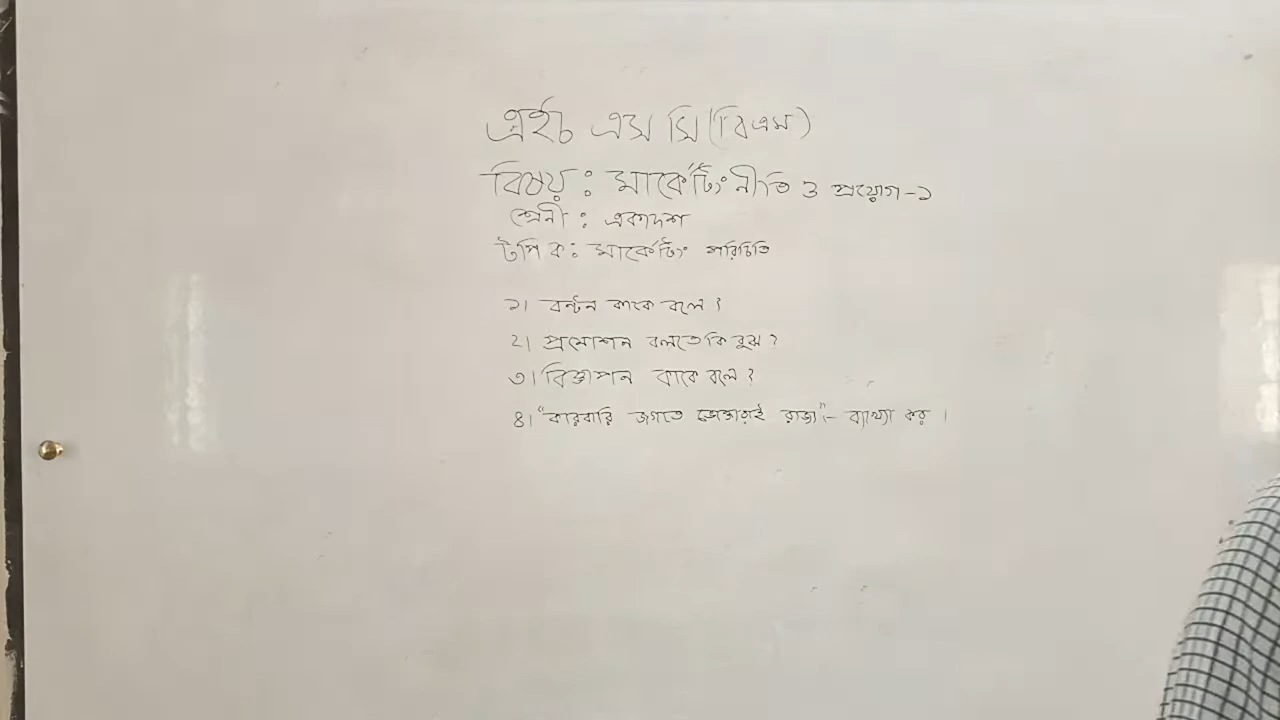 এইচ এস সি (বিএম)
বিষয়ঃ মার্কেটিং নীতি ও প্রয়োগ-১
শ্রেনী : একাদশ
টপিক: মার্কেটিং পরিচিতি
১। বন্টন কাকে বলে ?
২। প্রমোশন বলতে কি বুঝ ?
৩। বিজ্ঞাপন কাকে বলে ?
৪। "কারবারি জগতে ভোক্তারাই রাজা"- ব্যাখ্যা কর ।